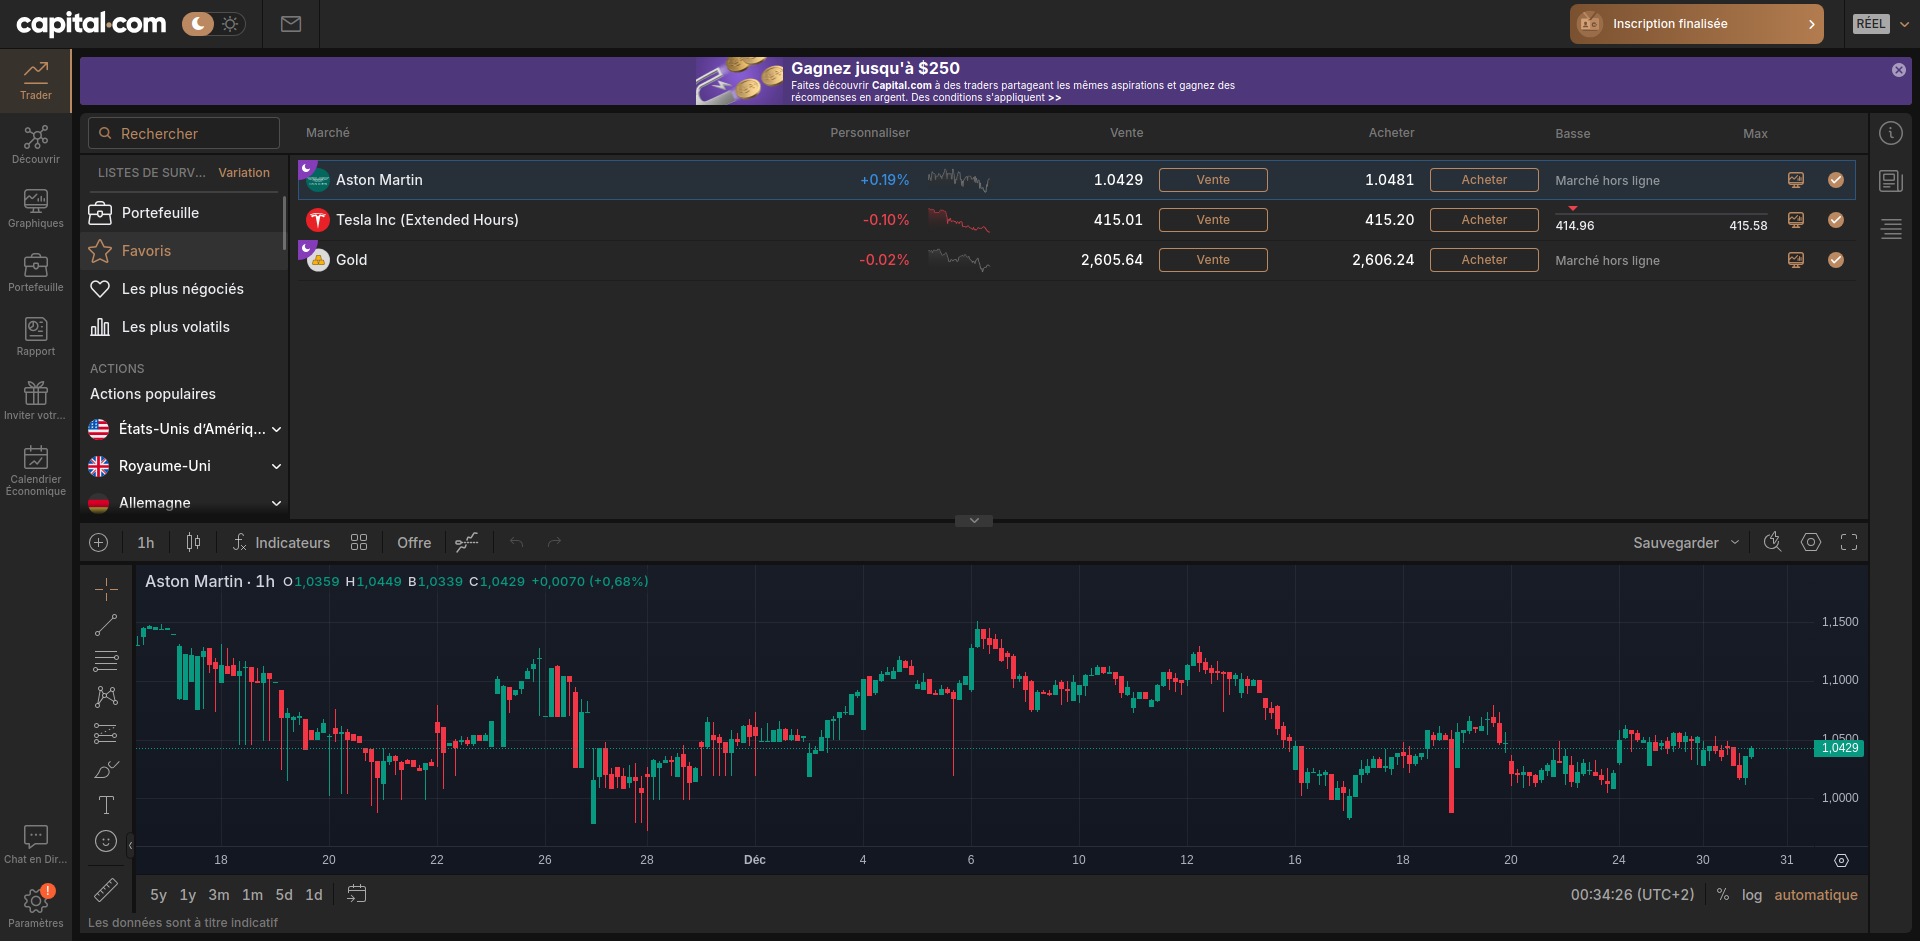 capital.com
Inscription finalisée
RÉEL
Gagnez jusqu'à $250
Faites découvrir Capital.com à des traders partageant les mêmes aspirations et gagnez des
récompenses en argent. Des conditions s'appliquent >>
Trader
Découvrir
Graphiques
Portefeuille
Rapport
Inviter votr...
Calendrier
Économique
Chat en Dir...
!
Paramètres
Rechercher
Marché
Personnaliser
Vente
Acheter
Basse
Max
LISTES DE SURV...
Variation
Portefeuille
Favoris
Les plus négociés
Les plus volatils
ACTIONS
Actions populaires
États-Unis d'Amériq...
Royaume-Uni
Allemagne
Aston Martin
+0.19%
1.0429
Vente
1.0481
Acheter
Marché hors ligne
Tesla Inc (Extended Hours)
-0.10%
415.01
Vente
415.20
Acheter
414.96
415.58
Gold
-0.02%
2,605.64
Vente
2,606.24
Acheter
Marché hors ligne
1h
Indicateurs
Offre
Sauvegarder
Aston Martin · 1h O1,0359 H1,0449 B1,0339 C1,0429 +0,0070 (+0,68%)
1,1500
1,1000
1,0500
1,0429
1,0000
18
20
22
26
28
Déc
4
6
10
12
16
18
20
24
30
31
5y 1y 3m 1m 5d 1d
00:34:26 (UTC+2)
%
log
automatique
Les données sont à titre indicatif